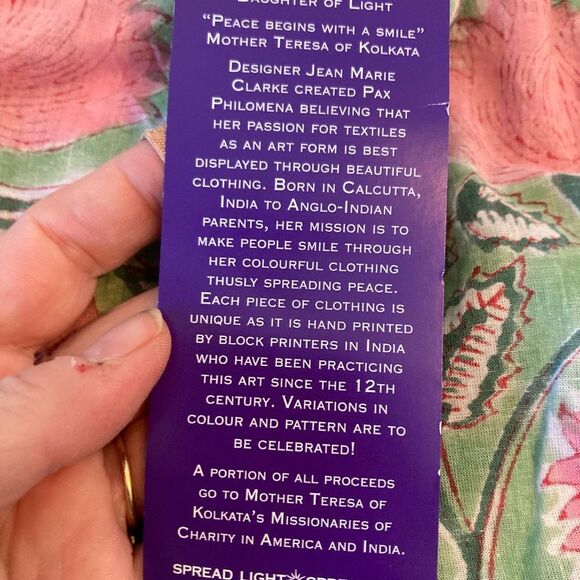 Daughter of Light
"Peace begins with a smile"
Mother Teresa of Kolkata
Designer Jean Marie
Clarke created Pax
Philomena believing that
her passion for textiles
as an art form is best
displayed through beautiful
clothing. Born in Calcutta,
India to Anglo-Indian
parents, her mission is to
make people smile through
her colourful clothing
thusly spreading peace.
Each piece of clothing is
unique as it is hand printed
by block printers in India
who have been practicing
this art since the 12th
century. Variations in
colour and pattern are to
be celebrated!
A portion of all proceeds
go to Mother Teresa of
Kolkata's Missionaries of
Charity in America and India.
SPREAD LIGHT